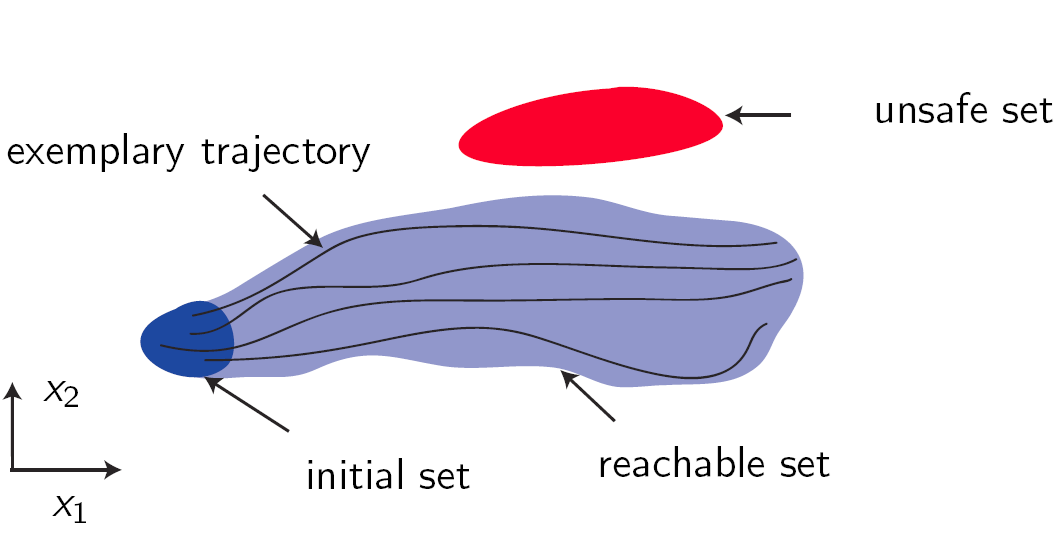 unsafe set
exemplary trajectory
x₂
initial set
reachable set
x₁